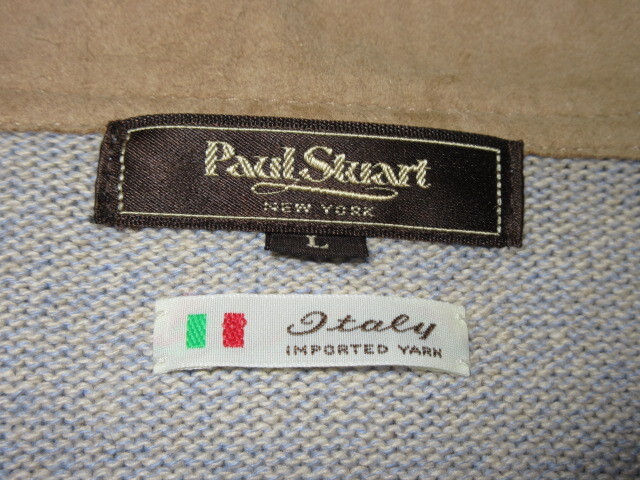 Paul Stuart
NEW YORK
L
Italy
IMPORTED YARN